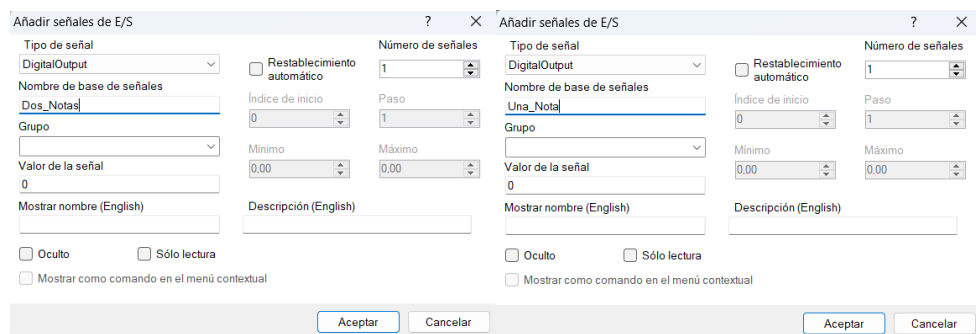 Añadir señales de E/S ? ×
Tipo de señal Número de señales
DigitalOutput Restablecimiento automático 1
Nombre de base de señales
Dos_Notas Índice de inicio Paso
Grupo 0 1
Mínimo Máximo
Valor de la señal 0,00 0,00
0
Mostrar nombre (English) Descripción (English)
Oculto Sólo lectura
Mostrar como comando en el menú contextual
Aceptar Cancelar
Añadir señales de E/S ? ×
Tipo de señal Número de señales
DigitalOutput Restablecimiento automático 1
Nombre de base de señales
Una_Nota Índice de inicio Paso
Grupo 0 1
Mínimo Máximo
Valor de la señal 0,00 0,00
0
Mostrar nombre (English) Descripción (English)
Oculto Sólo lectura
Mostrar como comando en el menú contextual
Aceptar Cancelar